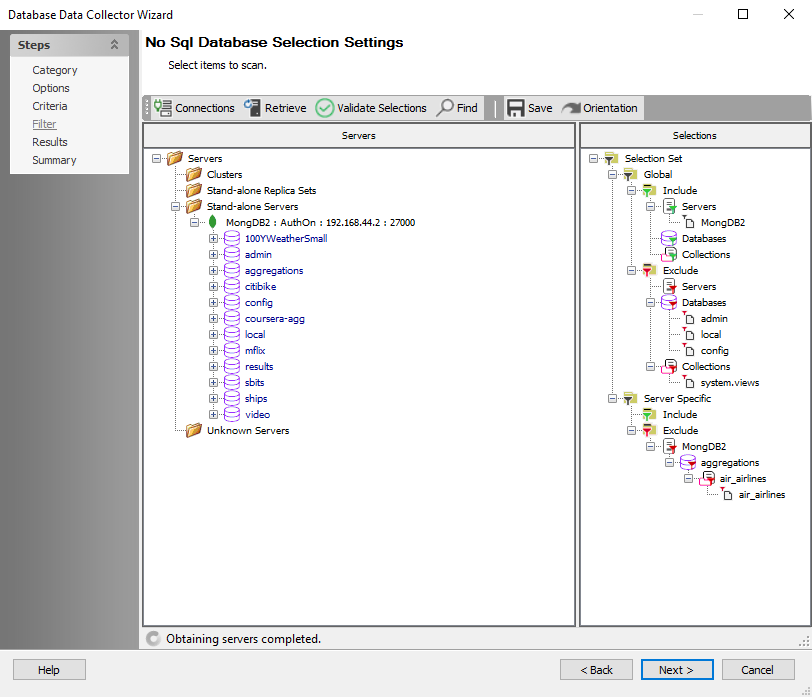 Database Data Collector Wizard
Steps
Category
Options
Criteria
Filter
Results
Summary
No Sql Database Selection Settings
Select items to scan.
Connections Retrieve Validate Selections Find Save Orientation
Servers
Servers
Clusters
Stand-alone Replica Sets
Stand-alone Servers
MongDB2 : AuthOn : 192.168.44.2 : 27000
100YWeatherSmall
admin
aggregations
citibike
config
coursera-agg
local
mflix
results
sbits
ships
video
Unknown Servers
Selections
Selection Set
Global
Include
Servers
MongDB2
Databases
Collections
Exclude
Servers
Databases
admin
local
config
Collections
system.views
Server Specific
Include
Exclude
MongDB2
aggregations
air_airlines
air_airlines
Obtaining servers completed.
Help < Back Next > Cancel